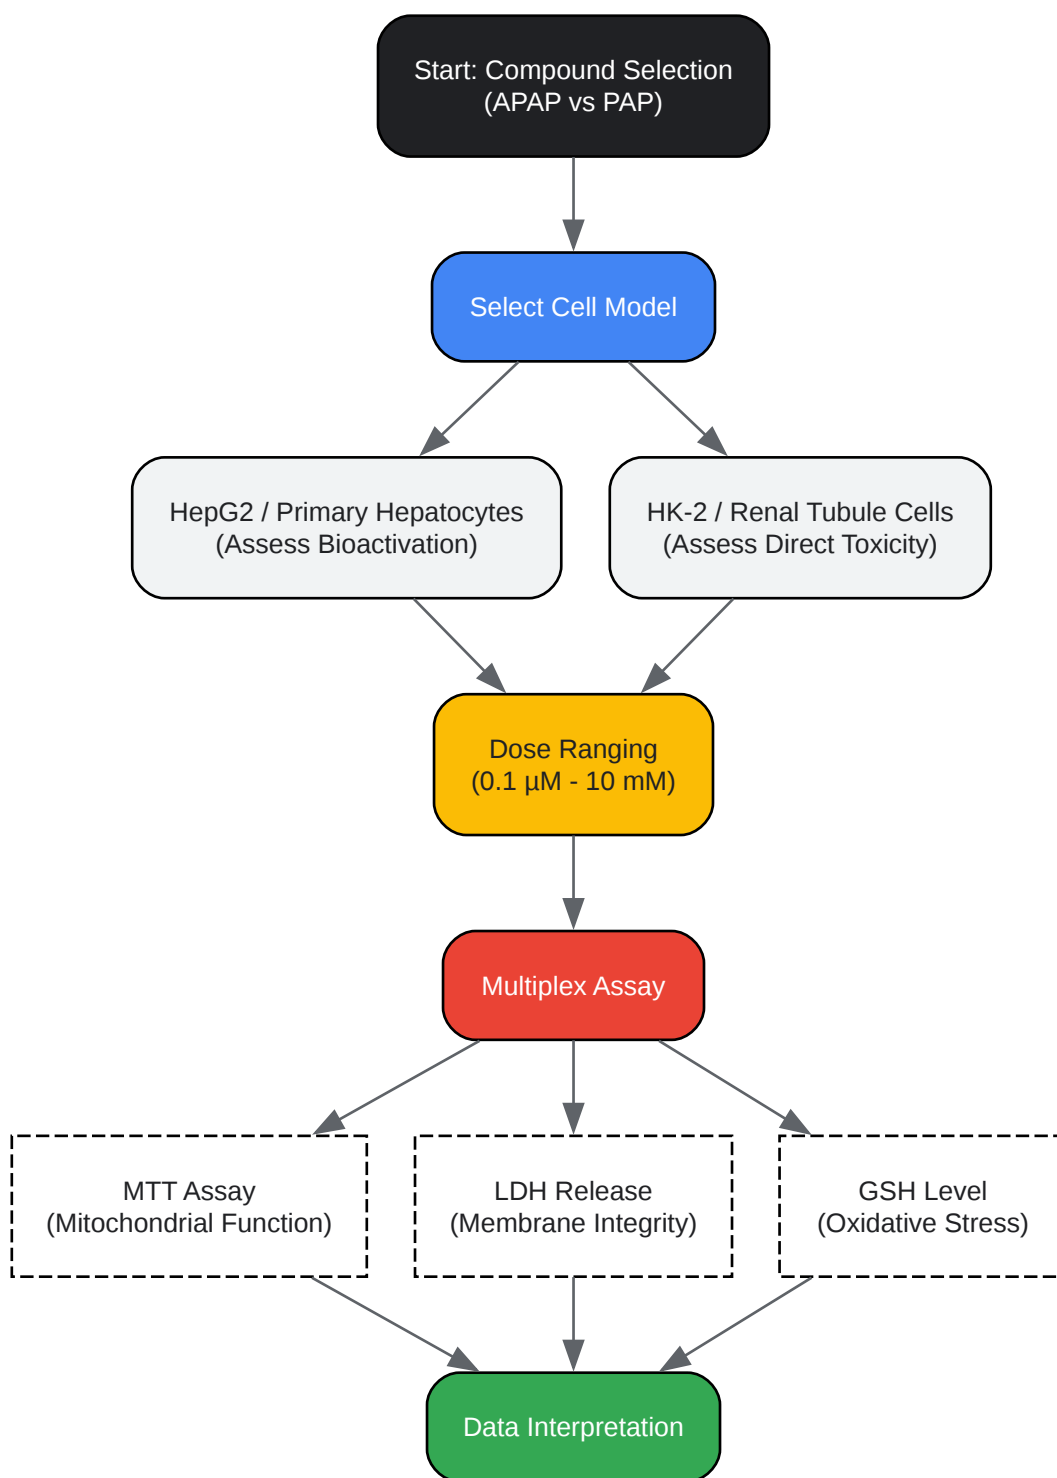 Start: Compound Selection
(APAP vs PAP)
Select Cell Model
HepG2 / Primary Hepatocytes
(Assess Bioactivation)
HK-2 / Renal Tubule Cells
(Assess Direct Toxicity)
Dose Ranging
(0.1 µM - 10 mM)
Multiplex Assay
MTT Assay
(Mitochondrial Function)
LDH Release
(Membrane Integrity)
GSH Level
(Oxidative Stress)
Data Interpretation